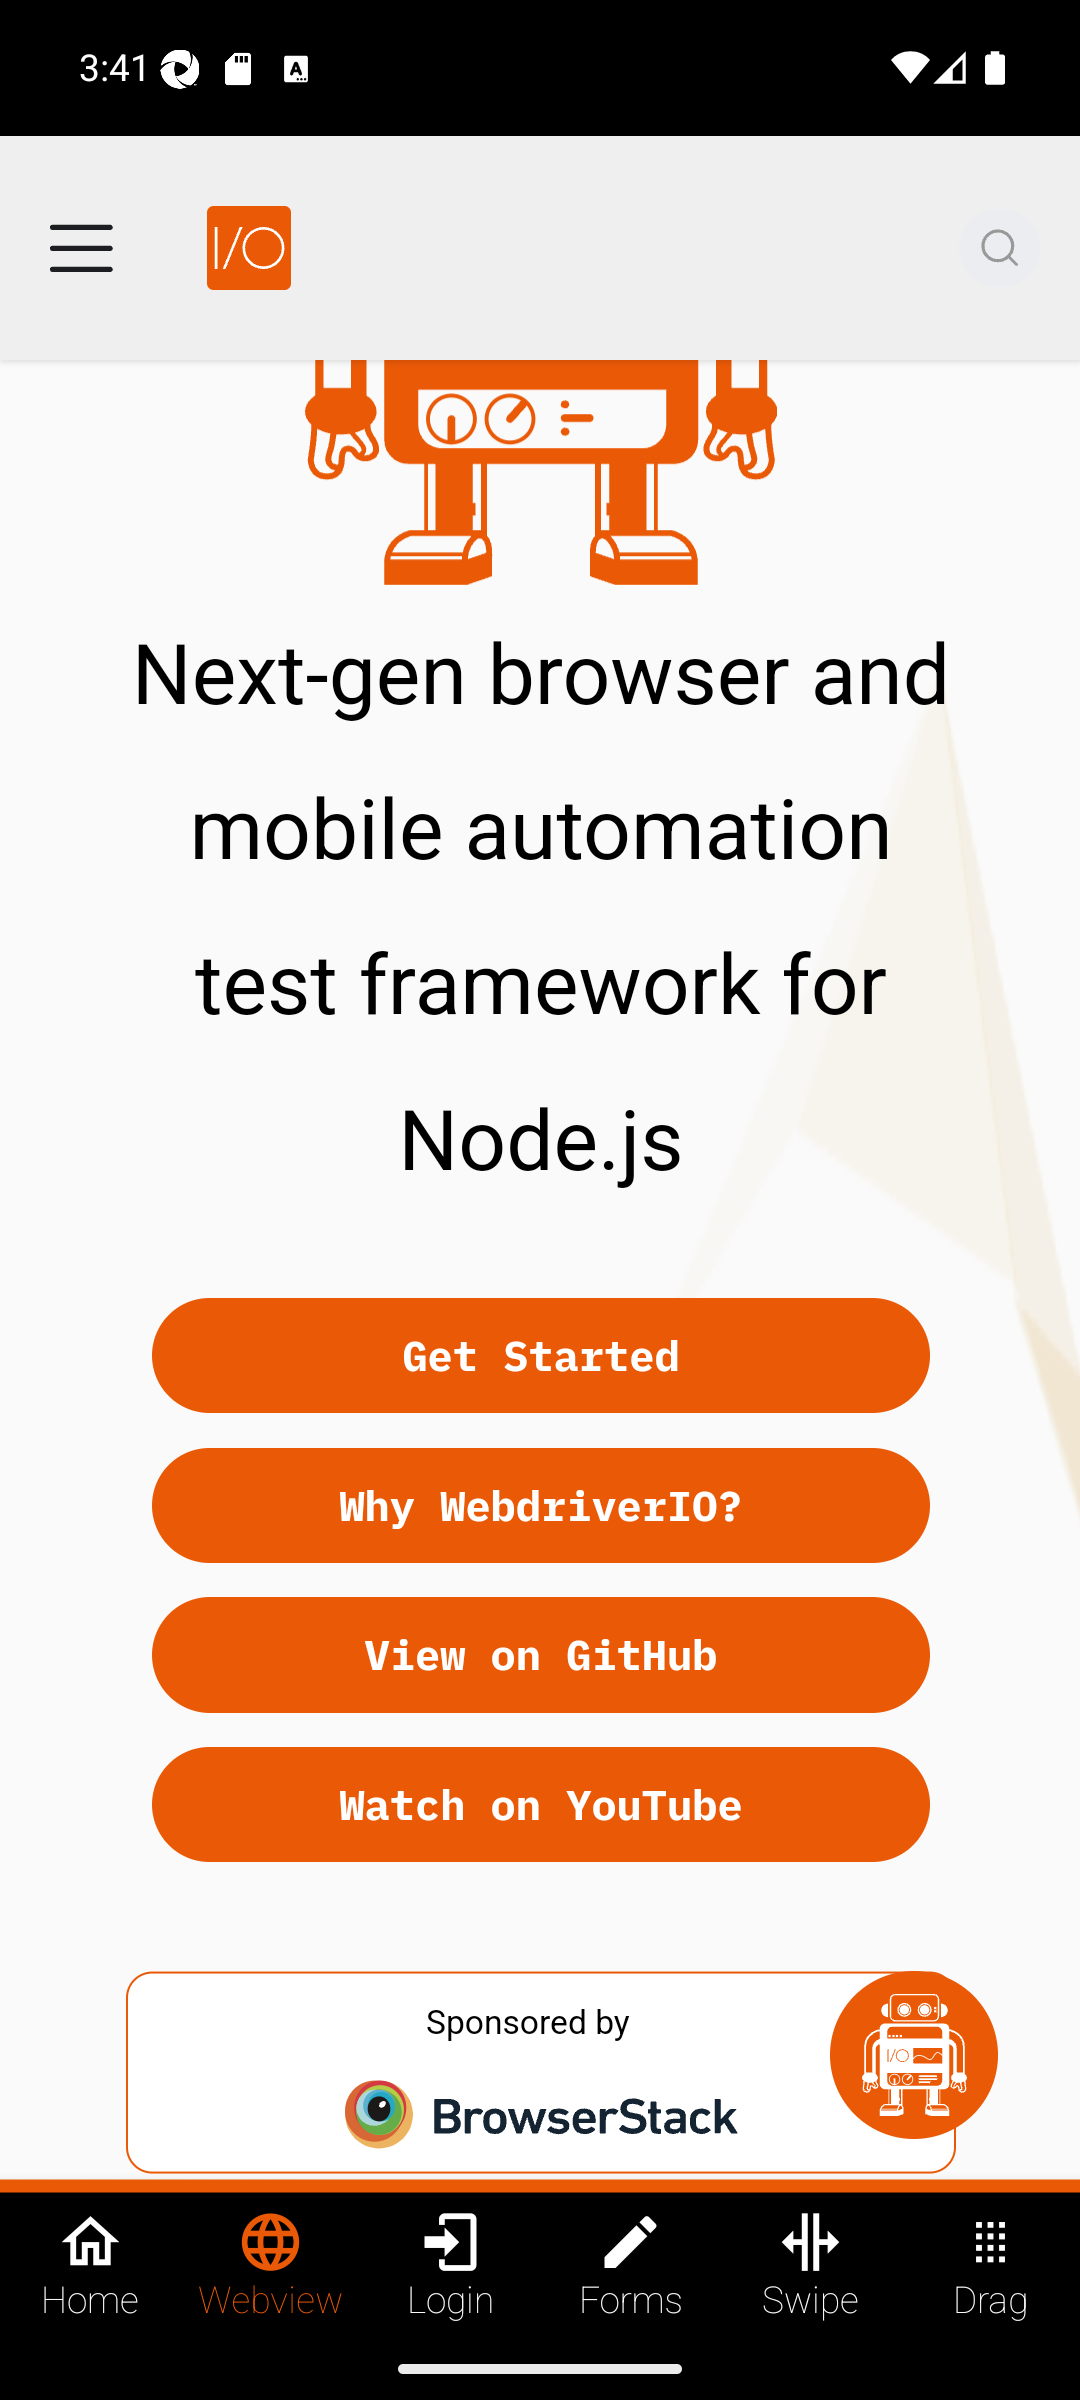 3:41
I/O
Next-gen browser and
mobile automation
test framework for
Node.js
Get Started
Why WebdriverIO?
View on GitHub
Watch on YouTube
Sponsored by
BrowserStack
I/O
Home Webview Login Forms Swipe Drag